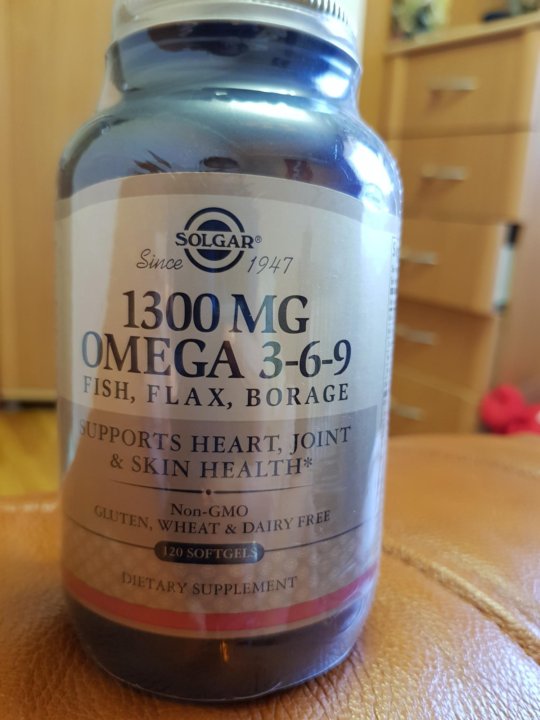 SOLGAR®
Since 1947
1300 MG
OMEGA 3-6-9
FISH, FLAX, BORAGE
SUPPORTS HEART, JOINT
& SKIN HEALTH*
Non-GMO
GLUTEN, WHEAT & DAIRY FREE
120 SOFTGELS
DIETARY SUPPLEMENT